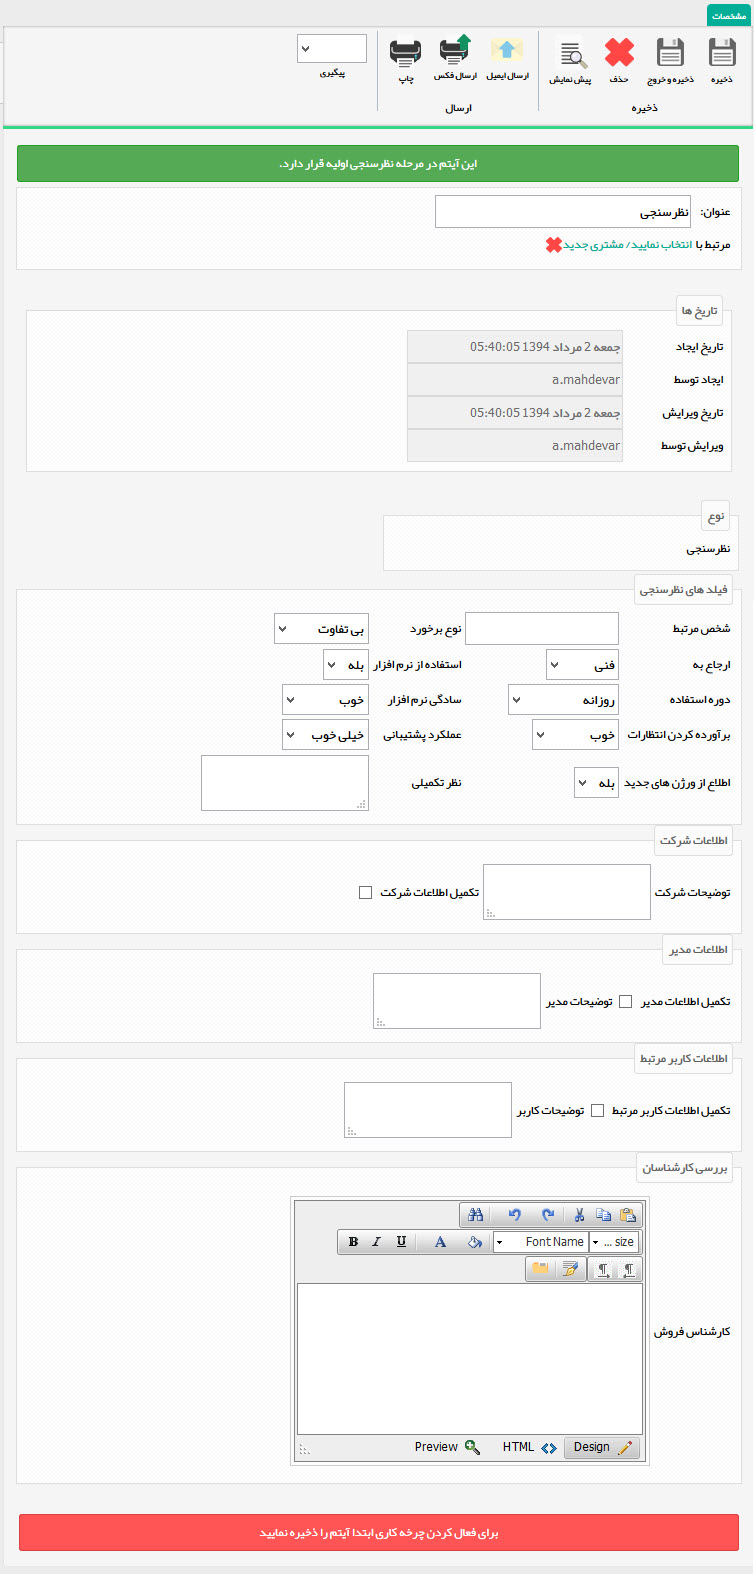 مشخصات
ذخیره
ذخیره و خروج
حذف
پیش نمایش
ارسال ایمیل
ارسال فکس
چاپ
پیگیری
ذخیره
ارسال
این آیتم در مرحله نظرسنجی اولیه قرار دارد.
عنوان: نظرسنجی
مرتبط با انتخاب نمایید/ مشتری جدید
تاریخ ها
تاریخ ایجاد جمعه 2 مرداد 1394 05:40:05
ایجاد توسط a.mahdevar
تاریخ ویرایش جمعه 2 مرداد 1394 05:40:05
ویرایش توسط a.mahdevar
نوع
نظرسنجی
فیلد های نظرسنجی
شخص مرتبط نوع برخورد بی تفاوت
ارجاع به فنی استفاده از نرم افزار بله
دوره استفاده روزانه سادگی نرم افزار خوب
برآورده کردن انتظارات خوب عملکرد پشتیبانی خیلی خوب
اطلاع از ورژن های جدید بله نظر تکمیلی
اطلاعات شرکت
توضیحات شرکت تکمیل اطلاعات شرکت
اطلاعات مدیر
تکمیل اطلاعات مدیر توضیحات مدیر
اطلاعات کاربر مرتبط
تکمیل اطلاعات کاربر مرتبط توضیحات کاربر
بررسی کارشناسان
B I U A Font Name size ...
کارشناس فروش
Design HTML Preview
برای فعال کردن چرخه کاری ابتدا آیتم را ذخیره نمایید